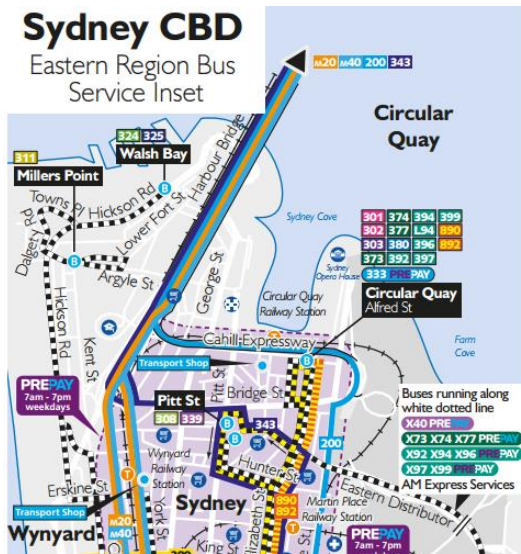 Sydney CBD
Eastern Region Bus
Service Inset
M20 M40 200 343
Circular
Quay
324 325
Walsh Bay
311
Millers Point
Harbour Bridge
Towns Pl
Hickson Rd
Lower Fort St
Dalgety Rd
Argyle St
Sydney Cove
George St
301 374 394 399
302 377 L94 890
303 380 396 892
373 392 397
333 PREPAY
Sydney
Opera House
Circular Quay
Alfred St
Circular Quay
Railway Station
Farm
Cove
Hickson Rd
Kent St
Cahill Expressway
Transport Shop
Pitt St
Bridge St
PREPAY
7am - 7pm
weekdays
Pitt St
308 339
343
200
Buses running along
white dotted line
X40 PREPAY
X73 X74 X77 PREPAY
X92 X94 X96 PREPAY
X97 X99 PREPAY
AM Express Services
Wynyard
Railway
Station
Hunter St
Eastern Distributor
Erskine St
Sydney
890
892
Martin Place
Railway Station
Transport Shop
Wynyard
York St
M20
M40
King St
PREPAY
7am - 7pm